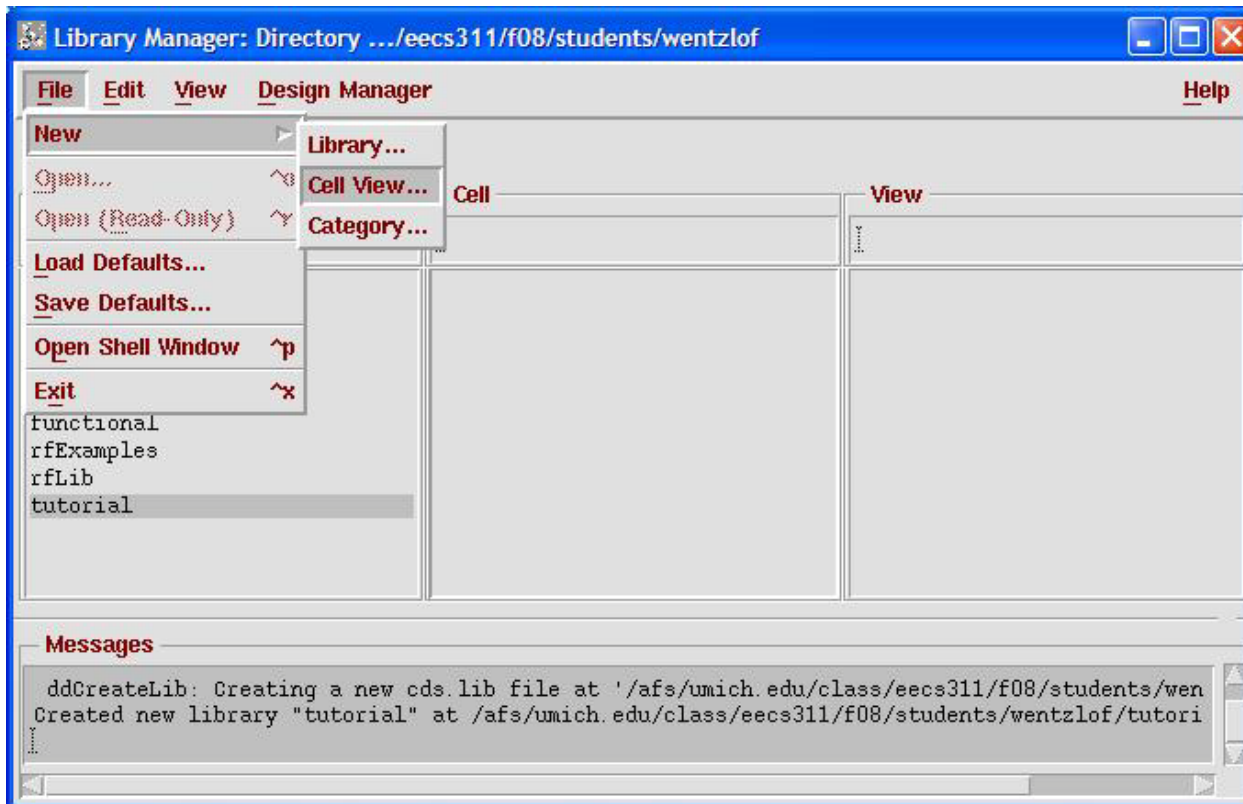 Library Manager: Directory .../eecs311/f08/students/wentzlof
File Edit View Design Manager Help
New
Library...
Open... ^o
Cell View...
Cell
View
Open (Read-Only) ^r
Category...
Load Defaults...
Save Defaults...
Open Shell Window ^p
Exit ^x
functional
rfExamples
rfLib
tutorial
Messages
ddCreateLib: Creating a new cds.lib file at '/afs/umich.edu/class/eecs311/f08/students/wen
Created new library "tutorial" at /afs/umich.edu/class/eecs311/f08/students/wentzlof/tutori